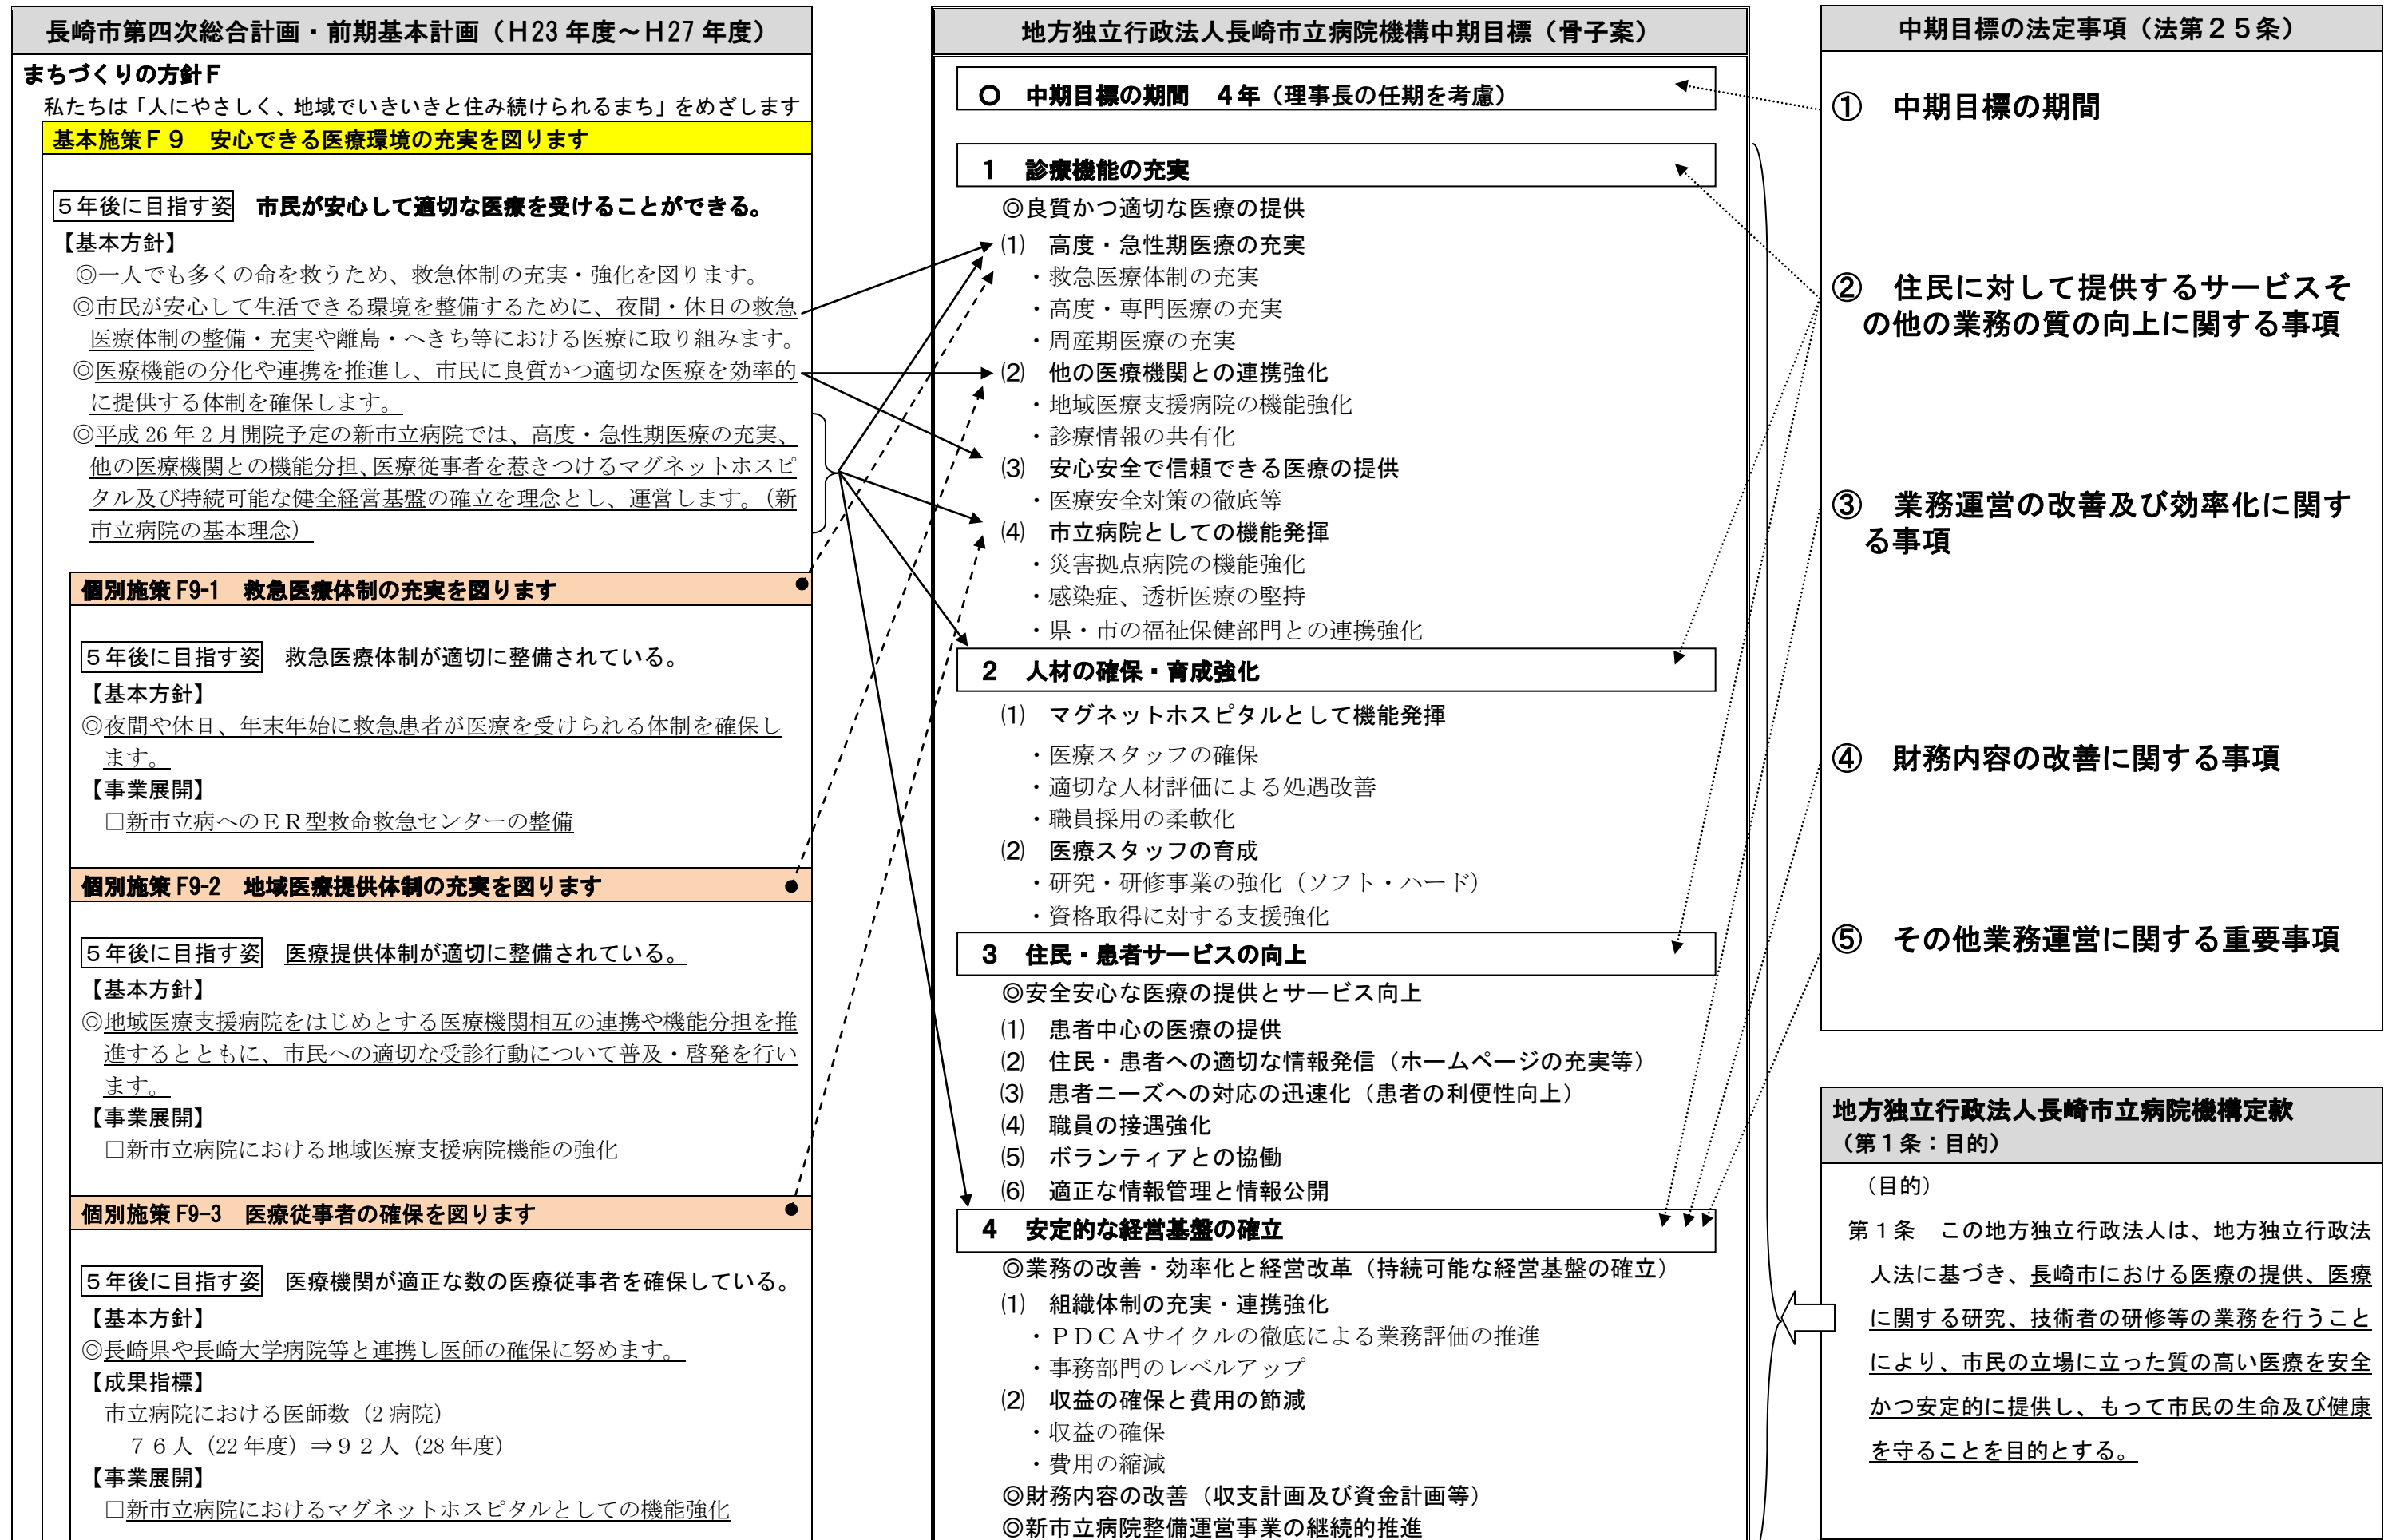 長崎市第四次総合計画・前期基本計画（H23 年度～H27 年度）
まちづくりの方針F
私たちは「人にやさしく、地域でいきいきと住み続けられるまち」をめざします
基本施策F９　安心できる医療環境の充実を図ります
５年後に目指す姿　市民が安心して適切な医療を受けることができる。
【基本方針】
◎一人でも多くの命を救うため、救急体制の充実・強化を図ります。
◎市民が安心して生活できる環境を整備するために、夜間・休日の救急
医療体制の整備・充実や離島・へきち等における医療に取り組みます。
◎医療機能の分化や連携を推進し、市民に良質かつ適切な医療を効率的
に提供する体制を確保します。
◎平成 26 年 2 月開院予定の新市立病院では、高度・急性期医療の充実、
他の医療機関との機能分担、医療従事者を惹きつけるマグネットホスピ
タル及び持続可能な健全経営基盤の確立を理念とし、運営します。（新
市立病院の基本理念）
個別施策 F9-1　救急医療体制の充実を図ります
５年後に目指す姿　救急医療体制が適切に整備されている。
【基本方針】
◎夜間や休日、年末年始に救急患者が医療を受けられる体制を確保し
ます。
【事業展開】
□新市立病へのＥＲ型救命救急センターの整備
個別施策 F9-2　地域医療提供体制の充実を図ります
５年後に目指す姿　医療提供体制が適切に整備されている。
【基本方針】
◎地域医療支援病院をはじめとする医療機関相互の連携や機能分担を推
進するとともに、市民への適切な受診行動について普及・啓発を行い
ます。
【事業展開】
□新市立病院における地域医療支援病院機能の強化
個別施策 F9-3　医療従事者の確保を図ります
５年後に目指す姿　医療機関が適正な数の医療従事者を確保している。
【基本方針】
◎長崎県や長崎大学病院等と連携し医師の確保に努めます。
【成果指標】
市立病院における医師数（2 病院）
７６人（22 年度）⇒９２人（28 年度）
【事業展開】
□新市立病院におけるマグネットホスピタルとしての機能強化
地方独立行政法人長崎市立病院機構中期目標（骨子案）
○　中期目標の期間　４年（理事長の任期を考慮）
１　診療機能の充実
◎良質かつ適切な医療の提供
⑴　高度・急性期医療の充実
・救急医療体制の充実
・高度・専門医療の充実
・周産期医療の充実
⑵　他の医療機関との連携強化
・地域医療支援病院の機能強化
・診療情報の共有化
⑶　安心安全で信頼できる医療の提供
・医療安全対策の徹底等
⑷　市立病院としての機能発揮
・災害拠点病院の機能強化
・感染症、透析医療の堅持
・県・市の福祉保健部門との連携強化
２　人材の確保・育成強化
⑴　マグネットホスピタルとして機能発揮
・医療スタッフの確保
・適切な人材評価による処遇改善
・職員採用の柔軟化
⑵　医療スタッフの育成
・研究・研修事業の強化（ソフト・ハード）
・資格取得に対する支援強化
３　住民・患者サービスの向上
◎安全安心な医療の提供とサービス向上
⑴　患者中心の医療の提供
⑵　住民・患者への適切な情報発信（ホームページの充実等）
⑶　患者ニーズへの対応の迅速化（患者の利便性向上）
⑷　職員の接遇強化
⑸　ボランティアとの協働
⑹　適正な情報管理と情報公開
４　安定的な経営基盤の確立
◎業務の改善・効率化と経営改革（持続可能な経営基盤の確立）
⑴　組織体制の充実・連携強化
・ＰＤＣＡサイクルの徹底による業務評価の推進
・事務部門のレベルアップ
⑵　収益の確保と費用の節減
・収益の確保
・費用の縮減
◎財務内容の改善（収支計画及び資金計画等）
◎新市立病院整備運営事業の継続的推進
中期目標の法定事項（法第２５条）
①　中期目標の期間
②　住民に対して提供するサービスそ
の他の業務の質の向上に関する事項
③　業務運営の改善及び効率化に関す
る事項
④　財務内容の改善に関する事項
⑤　その他業務運営に関する重要事項
地方独立行政法人長崎市立病院機構定款
（第１条：目的）
（目的）
第１条　この地方独立行政法人は、地方独立行政法
人法に基づき、長崎市における医療の提供、医療
に関する研究、技術者の研修等の業務を行うこと
により、市民の立場に立った質の高い医療を安全
かつ安定的に提供し、もって市民の生命及び健康
を守ることを目的とする。